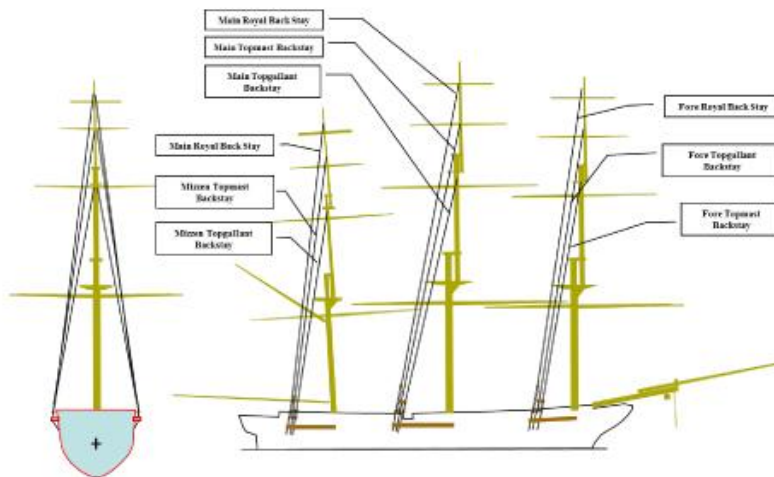 Main Royal Back Stay
Main Topmast Backstay
Main Topgallant
Backstay
Main Royal Back Stay
Mizzen Topmast
Backstay
Mizzen Topgallant
Backstay
Fore Royal Back Stay
Fore Topgallant
Backstay
Fore Topmast
Backstay